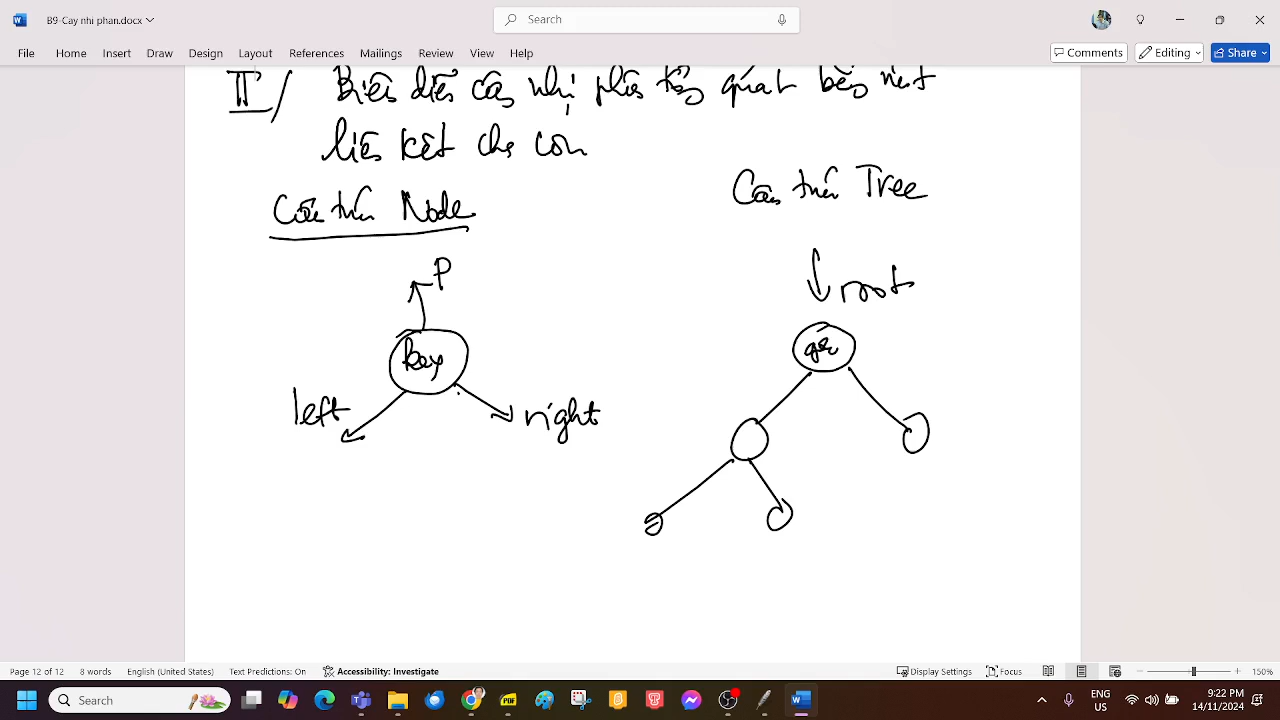 B9-Cay nhi phan.docx
Search
File Home Insert Draw Design Layout References Mailings Review View Help
Comments Editing Share
II/ Biểu diễn cây nhị phân tổng quát bằng nút
liên kết cha con
Cấu trúc Node
Cấu trúc Tree
P
root
key
gốc
left
right
Page 12 of 12 8 words English (United States) Text Predictions: On Accessibility: Investigate Display Settings Focus 150%
Search
PDF
ENG
US
9:22 PM
14/11/2024